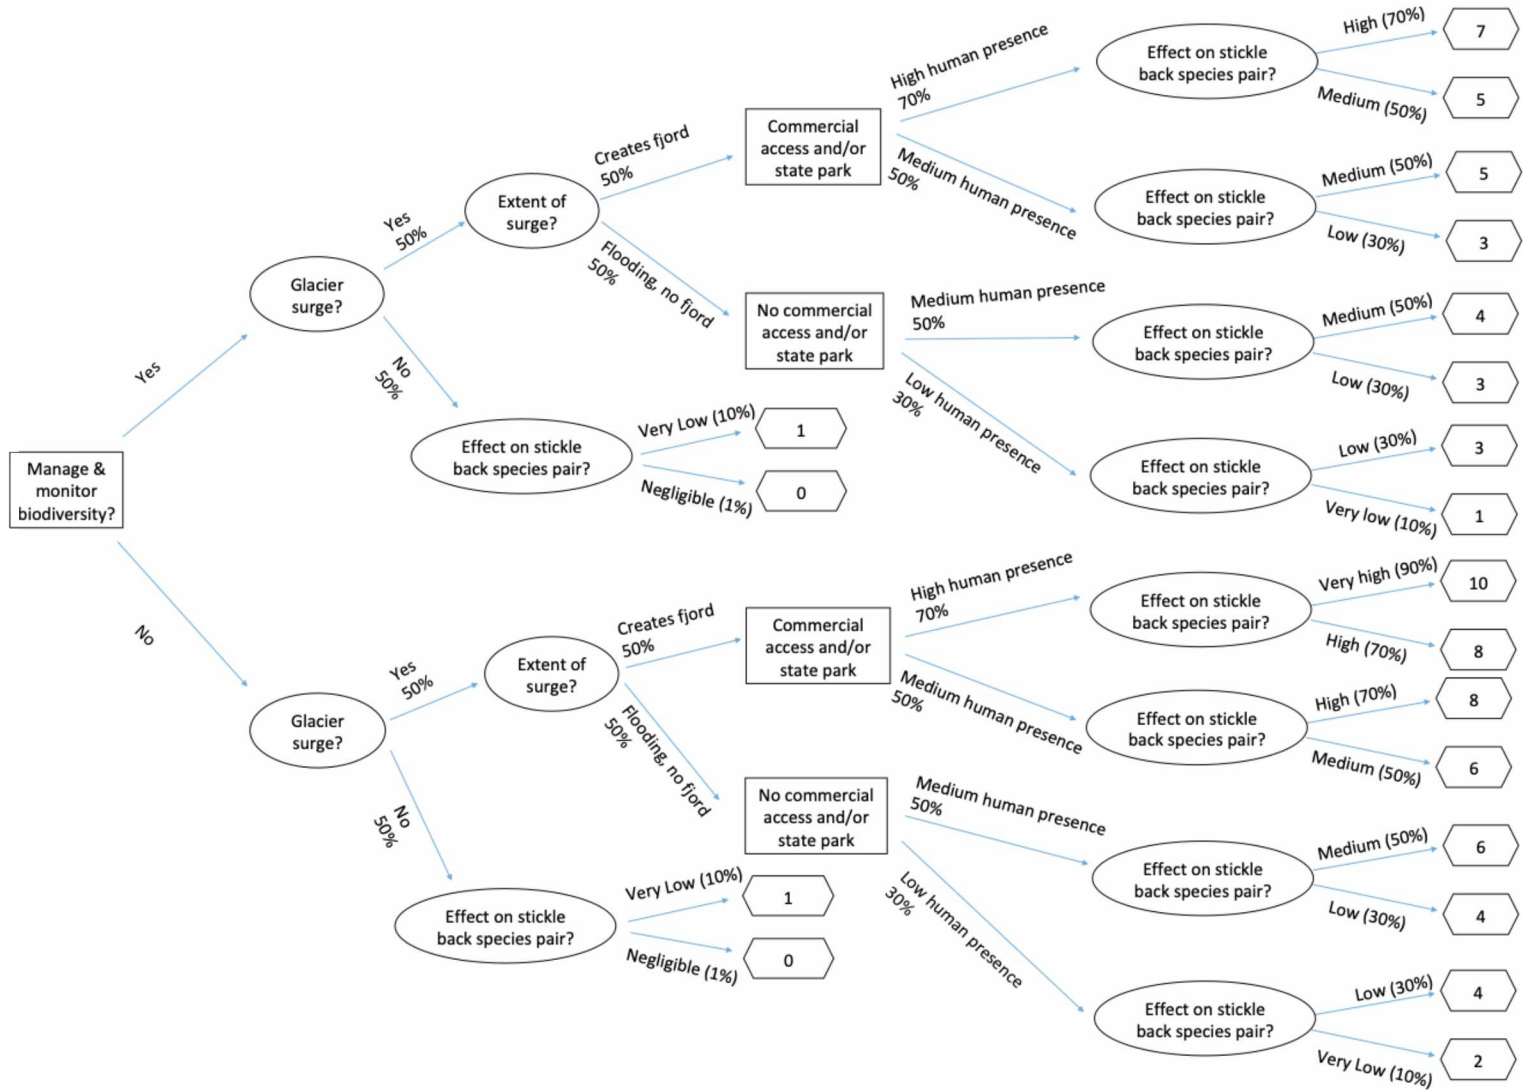 Manage &
monitor
biodiversity?
Yes
Glacier
surge?
Yes
50%
Extent of
surge?
Creates fjord
50%
Commercial
access and/or
state park
High human presence
70%
Effect on stickle
back species pair?
High (70%)
7
Medium (50%)
5
Medium human presence
50%
Effect on stickle
back species pair?
Medium (50%)
5
Low (30%)
3
Flooding, no fjord
50%
No commercial
access and/or
state park
Medium human presence
50%
Effect on stickle
back species pair?
Medium (50%)
4
Low (30%)
3
Low human presence
30%
Effect on stickle
back species pair?
Low (30%)
3
Very low (10%)
1
No
50%
Effect on stickle
back species pair?
Very Low (10%)
1
Negligible (1%)
0
No
Glacier
surge?
Yes
50%
Extent of
surge?
Creates fjord
50%
Commercial
access and/or
state park
High human presence
70%
Effect on stickle
back species pair?
Very high (90%)
10
High (70%)
8
Medium human presence
50%
Effect on stickle
back species pair?
High (70%)
8
Medium (50%)
6
Flooding, no fjord
50%
No commercial
access and/or
state park
Medium human presence
50%
Effect on stickle
back species pair?
Medium (50%)
6
Low (30%)
4
Low human presence
30%
Effect on stickle
back species pair?
Low (30%)
4
Very Low (10%)
2
No
50%
Effect on stickle
back species pair?
Very Low (10%)
1
Negligible (1%)
0